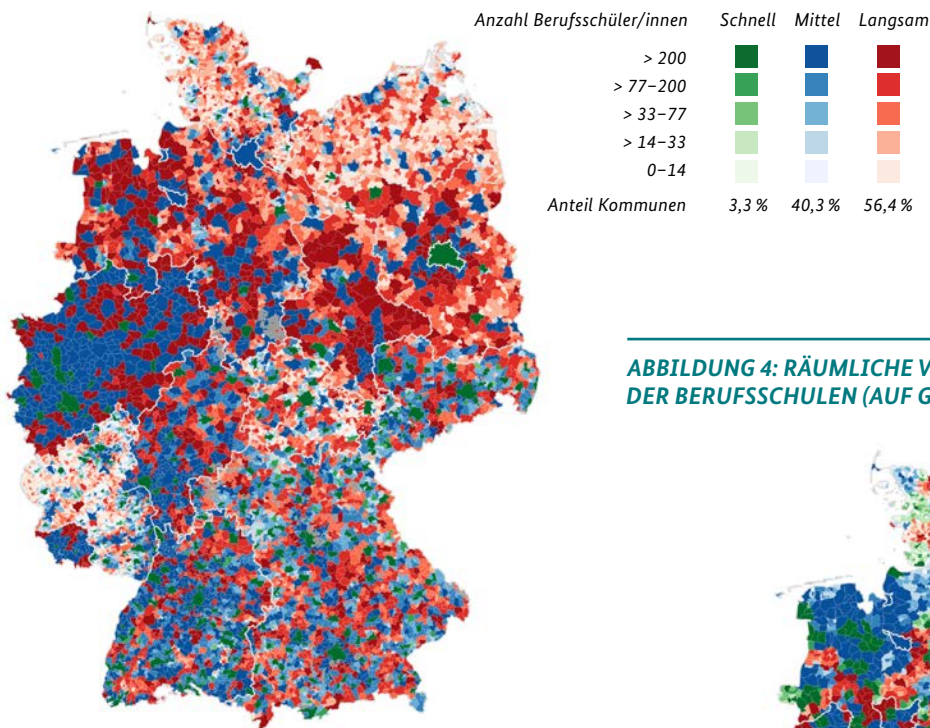 Anzahl Berufsschüler/innen Schnell Mittel Langsam
> 200
> 77–200
> 33–77
> 14–33
0–14
Anteil Kommunen 3,3 % 40,3 % 56,4 %
ABBILDUNG 4: RÄUMLICHE V
DER BERUFSSCHULEN (AUF G